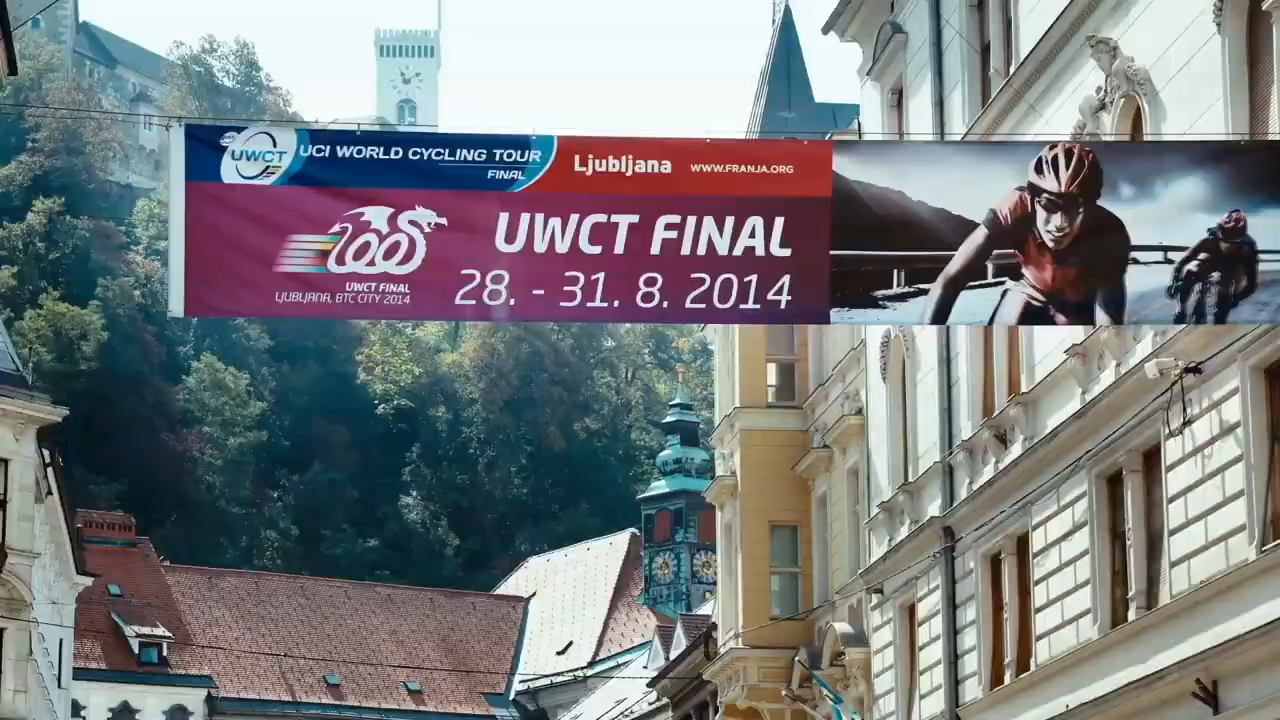 UWCT
UCI WORLD CYCLING TOUR
FINAL
Ljubljana
WWW.FRANJA.ORG
UWCT FINAL
28. - 31. 8. 2014
UWCT FINAL
LJUBLJANA, BTC CITY 2014